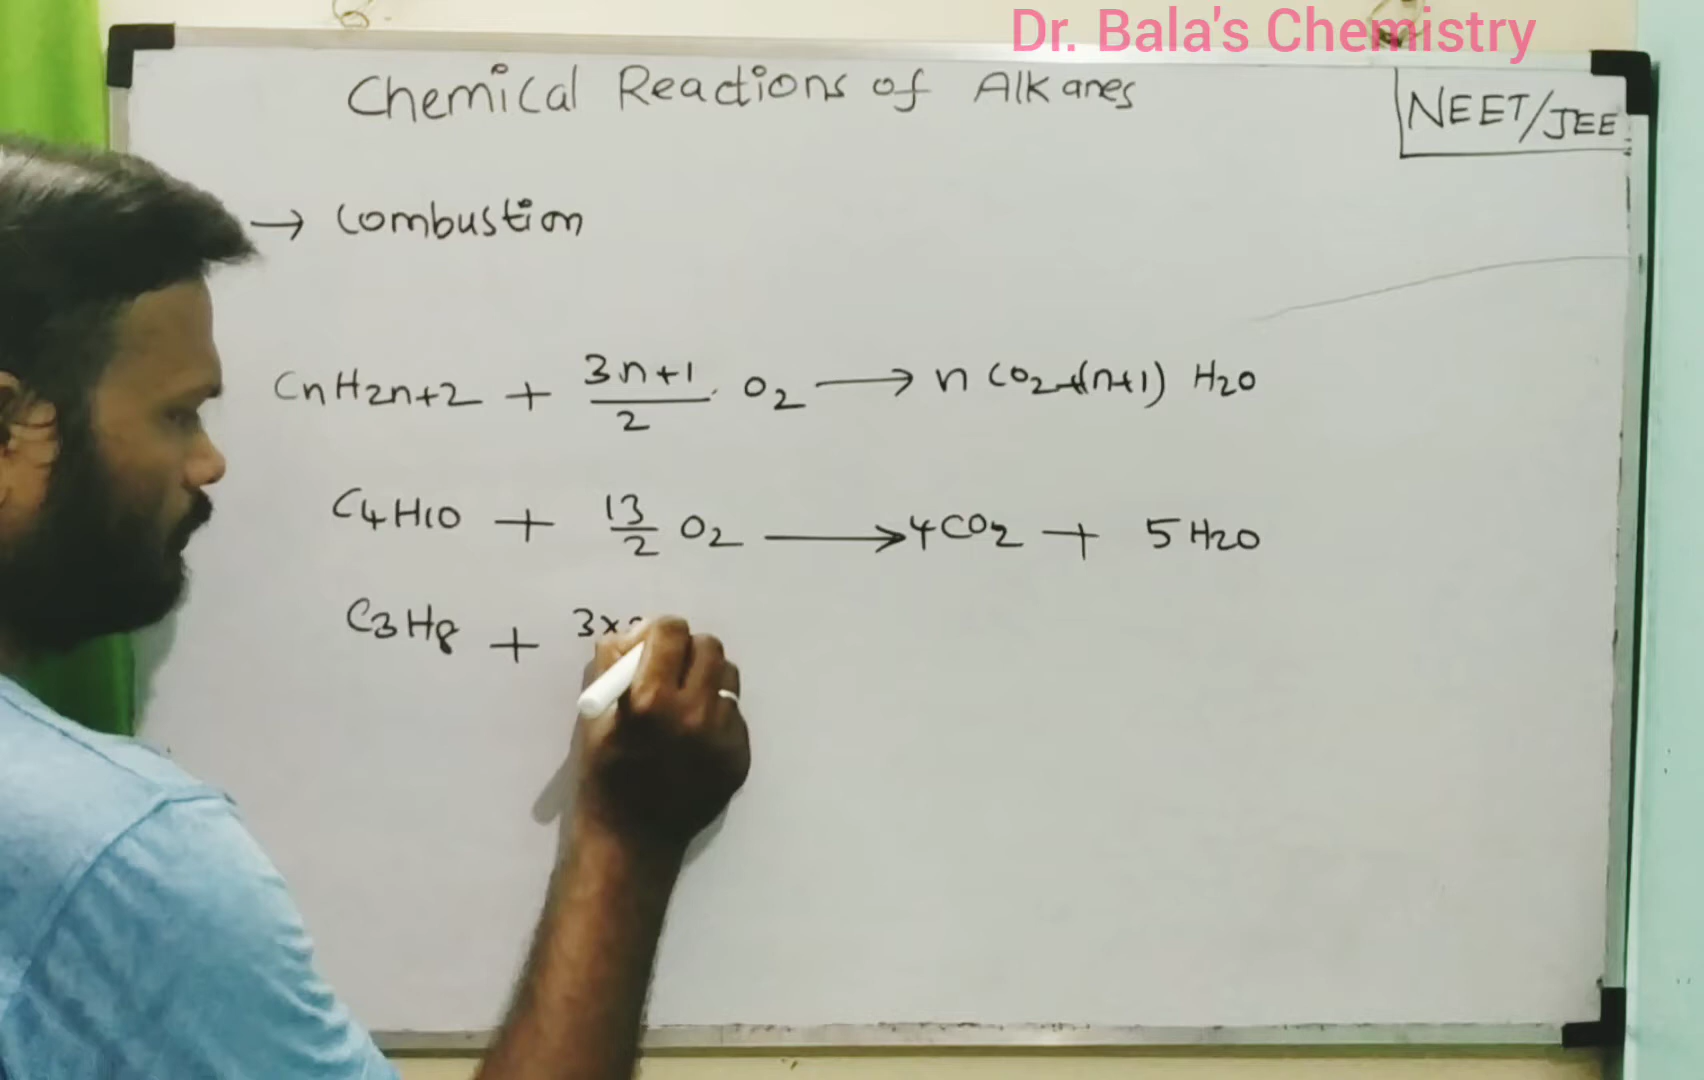 Dr. Bala's Chemistry
Chemical Reactions of Alkanes
NEET/JEE
→ Combustion
CnH2n+2 + 3n+1/2 O2 → n CO2+(n+1) H2O
C4H10 + 13/2 O2 → 4CO2 + 5H2O
C3H8 + 3x